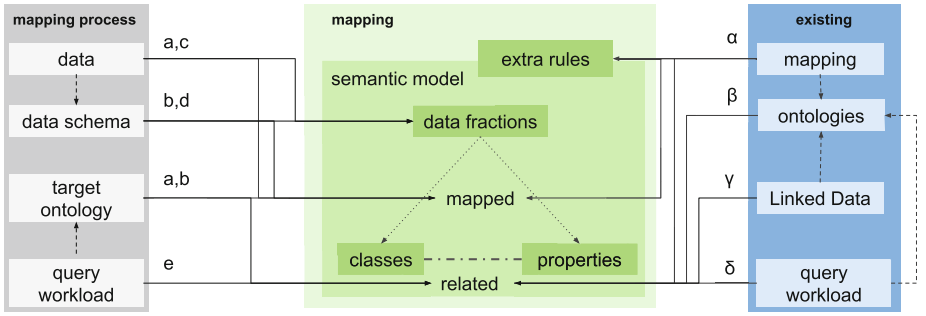 mapping process
data
data schema
target
ontology
query
workload
a,c
b,d
a,b
e
mapping
extra rules
semantic model
data fractions
mapped
classes
properties
related
α
β
γ
δ
existing
mapping
ontologies
Linked Data
query
workload